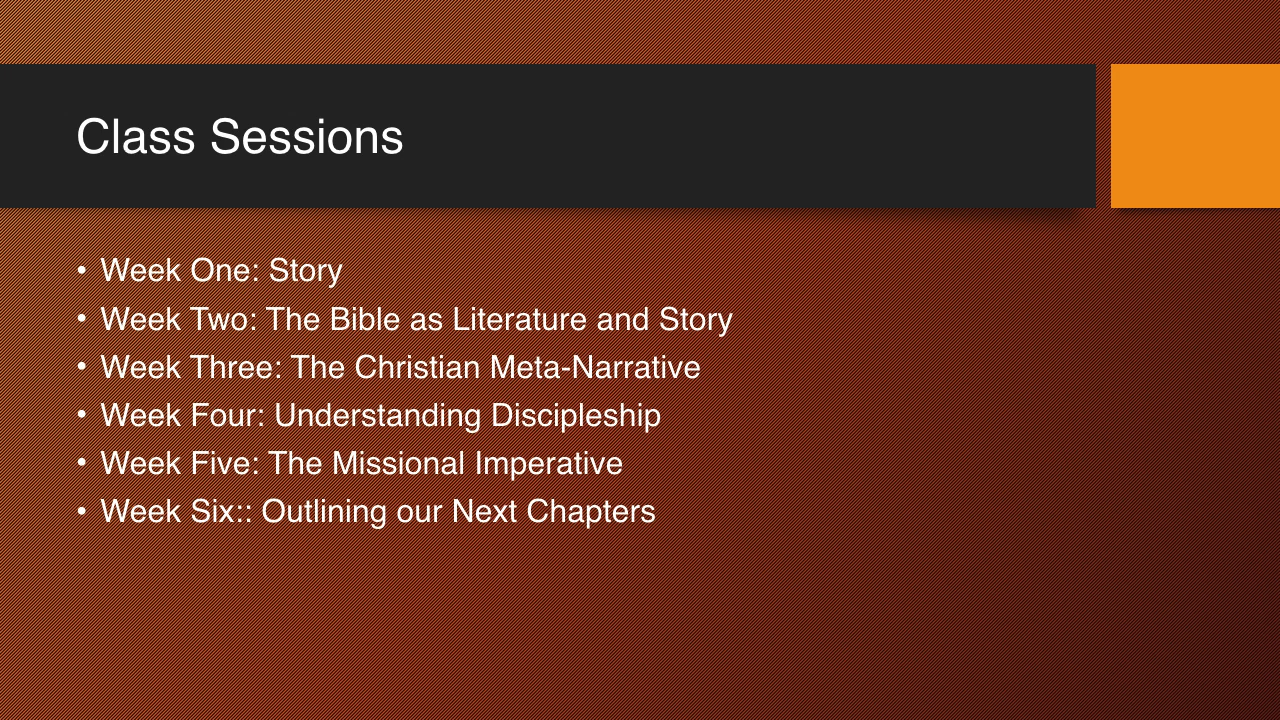 Class Sessions
• Week One: Story
• Week Two: The Bible as Literature and Story
• Week Three: The Christian Meta-Narrative
• Week Four: Understanding Discipleship
• Week Five: The Missional Imperative
• Week Six:: Outlining our Next Chapters